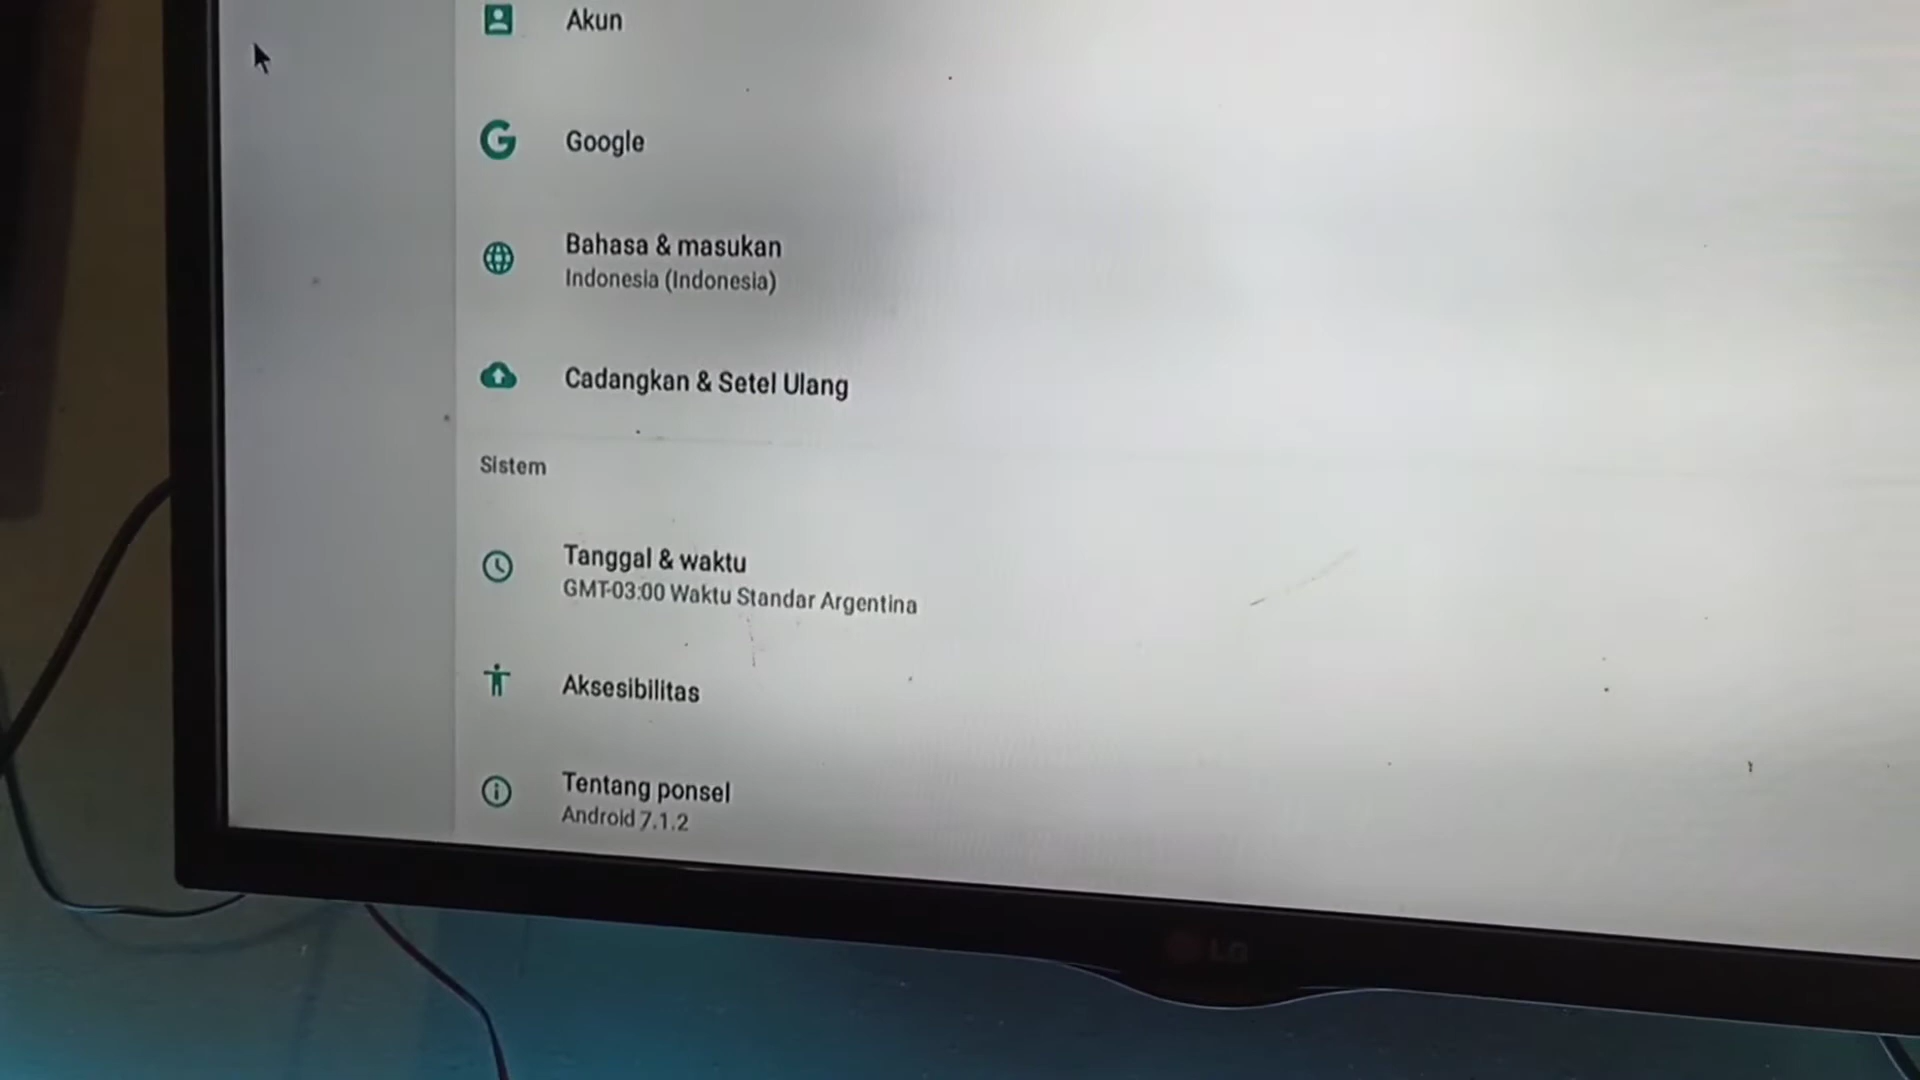 Akun
Google
Bahasa & masukan
Indonesia (Indonesia)
Cadangkan & Setel Ulang
Sistem
Tanggal & waktu
GMT-03:00 Waktu Standar Argentina
Aksesibilitas
Tentang ponsel
Android 7.1.2
LG